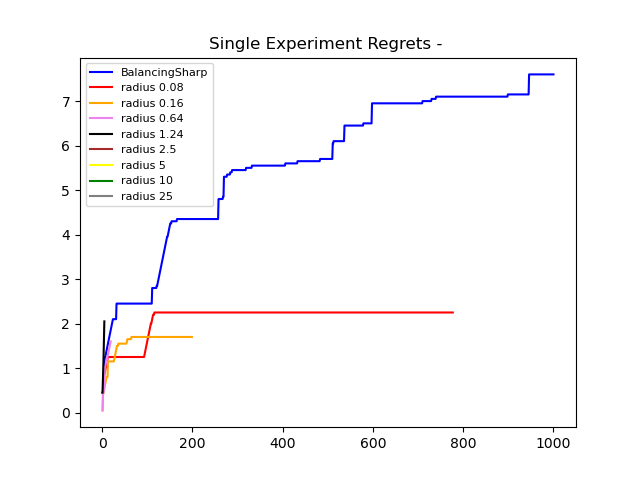 Single Experiment Regrets -
BalancingSharp
radius 0.08
radius 0.16
radius 0.64
radius 1.24
radius 2.5
radius 5
radius 10
radius 25
7
6
5
4
3
2
1
0
0 200 400 600 800 1000